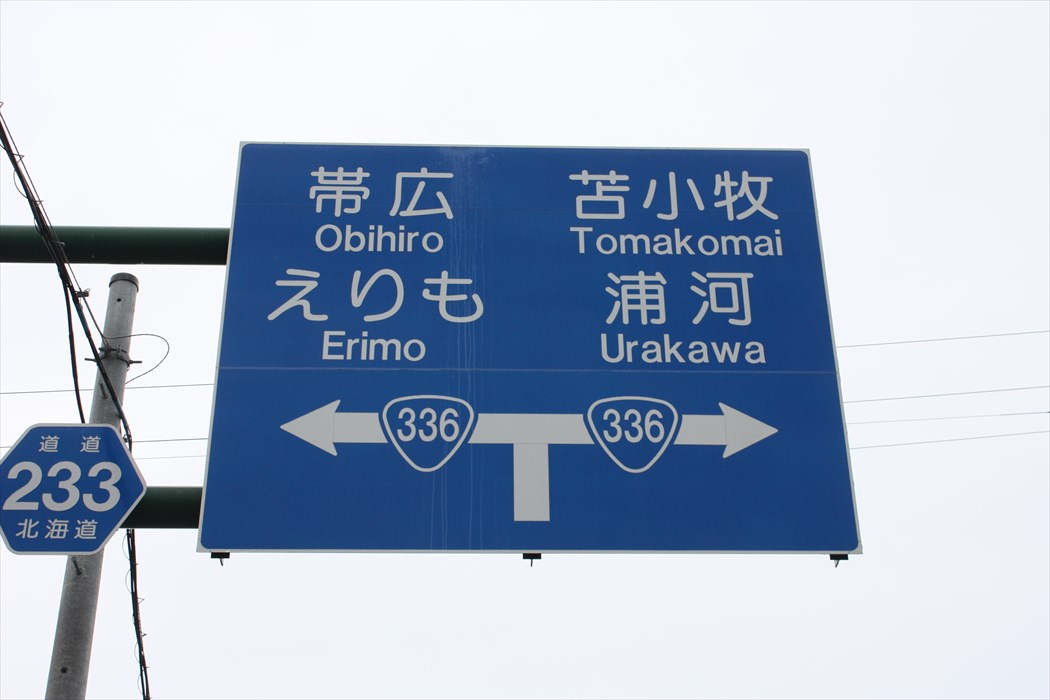 帯広
Obihiro
えりも
Erimo
苫小牧
Tomakomai
浦河
Urakawa
336
336
道道
233
北海道